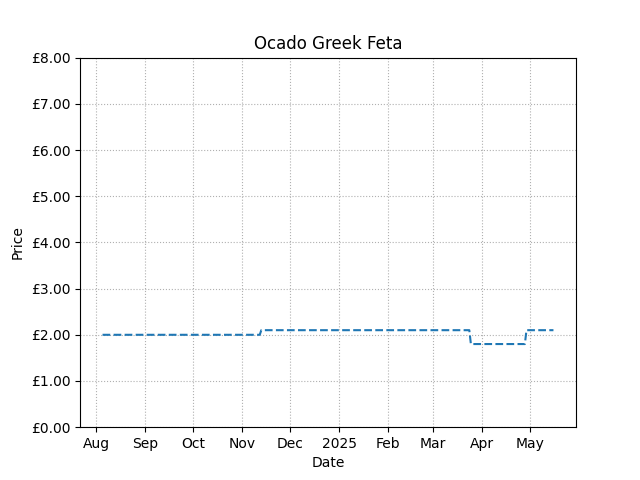 Ocado Greek Feta
£8.00
£7.00
£6.00
£5.00
£4.00
£3.00
£2.00
£1.00
£0.00
Price
Aug Sep Oct Nov Dec 2025 Feb Mar Apr May
Date